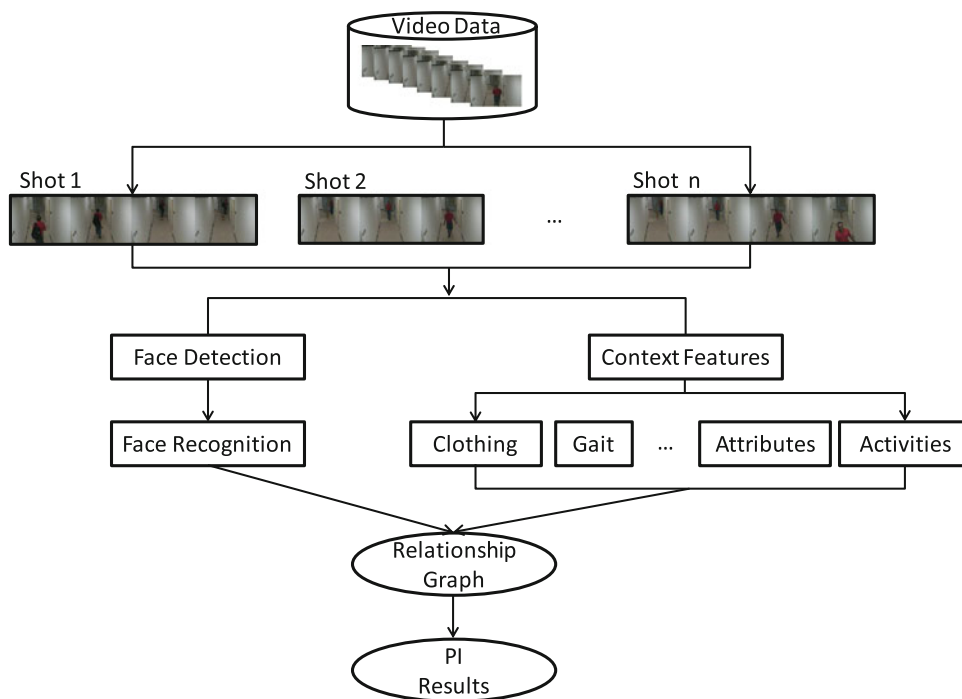 Video Data
Shot 1
Shot 2
Shot n
...
Face Detection
Context Features
Face Recognition
Clothing
Gait
...
Attributes
Activities
Relationship
Graph
PI
Results